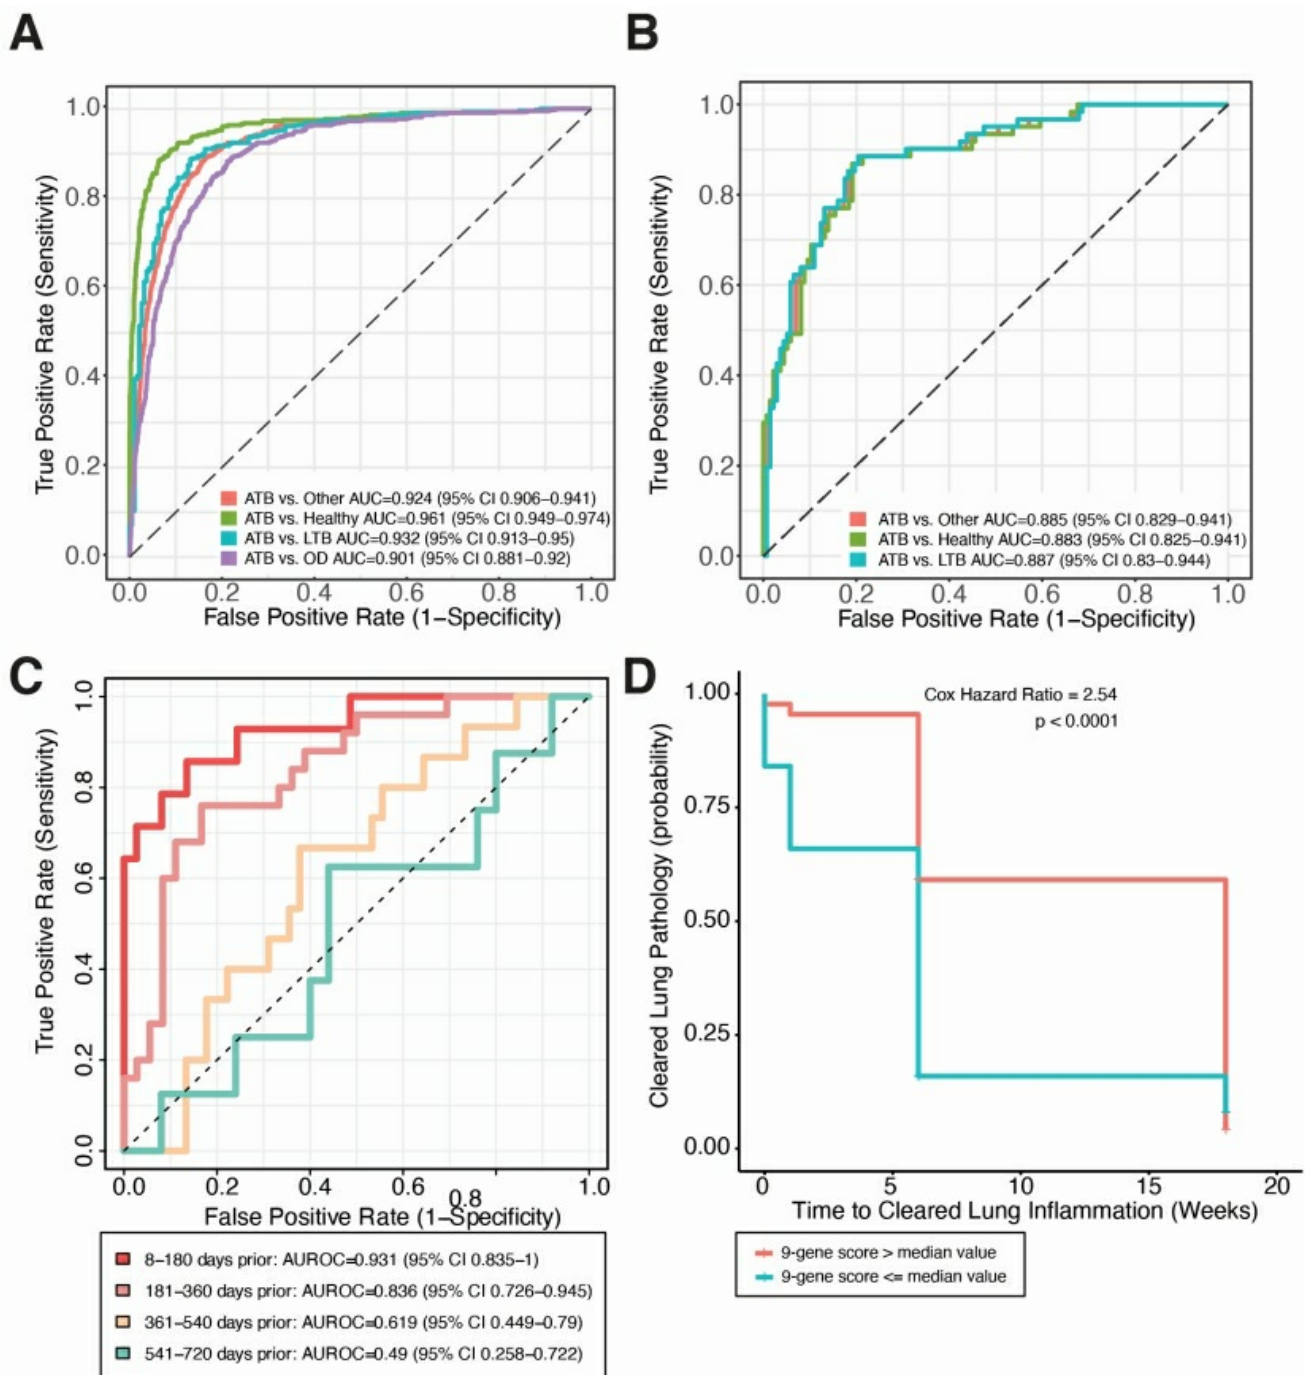 A
True Positive Rate (Sensitivity)
1.0
0.8
0.6
0.4
0.2
0.0
ATB vs. Other AUC=0.924 (95% CI 0.906–0.941)
ATB vs. Healthy AUC=0.961 (95% CI 0.949–0.974)
ATB vs. LTB AUC=0.932 (95% CI 0.913–0.95)
ATB vs. OD AUC=0.901 (95% CI 0.881–0.92)
0.0 0.2 0.4 0.6 0.8 1.0
False Positive Rate (1–Specificity)
B
True Positive Rate (Sensitivity)
1.0
0.8
0.6
0.4
0.2
0.0
ATB vs. Other AUC=0.885 (95% CI 0.829–0.941)
ATB vs. Healthy AUC=0.883 (95% CI 0.825–0.941)
ATB vs. LTB AUC=0.887 (95% CI 0.83–0.944)
0.0 0.2 0.4 0.6 0.8 1.0
False Positive Rate (1–Specificity)
C
True Positive Rate (Sensitivity)
1.0
0.8
0.6
0.4
0.2
0.0
0.0 0.2 0.4 0.6 0.8 1.0
False Positive Rate (1–Specificity)
8–180 days prior: AUROC=0.931 (95% CI 0.835–1)
181–360 days prior: AUROC=0.836 (95% CI 0.726–0.945)
361–540 days prior: AUROC=0.619 (95% CI 0.449–0.79)
541–720 days prior: AUROC=0.49 (95% CI 0.258–0.722)
D
Cleared Lung Pathology (probability)
1.00
0.75
0.50
0.25
0.00
Cox Hazard Ratio = 2.54
p < 0.0001
0 5 10 15 20
Time to Cleared Lung Inflammation (Weeks)
9-gene score > median value
9-gene score <= median value